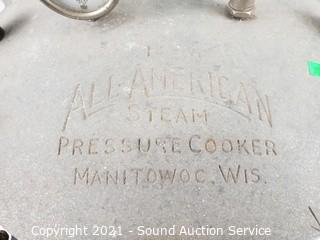 ALL-AMERICAN
STEAM
PRESSURE COOKER
MANITOWOC, WIS.
Copyright 2021 - Sound Auction Service